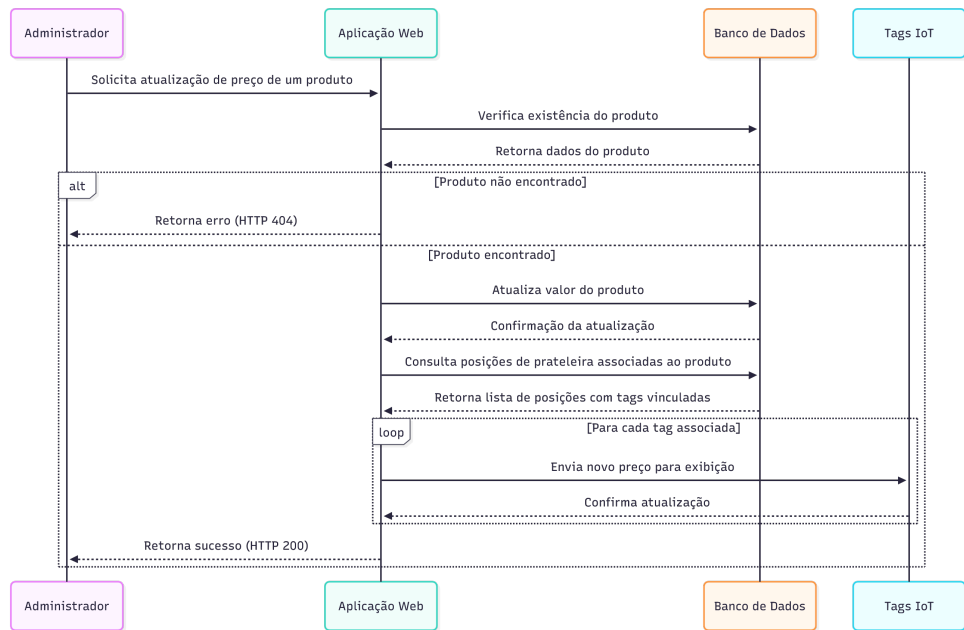 Administrador
Aplicação Web
Banco de Dados
Tags IoT
Solicita atualização de preço de um produto
Verifica existência do produto
Retorna dados do produto
alt
[Produto não encontrado]
Retorna erro (HTTP 404)
[Produto encontrado]
Atualiza valor do produto
Confirmação da atualização
Consulta posições de prateleira associadas ao produto
Retorna lista de posições com tags vinculadas
loop
[Para cada tag associada]
Envia novo preço para exibição
Confirma atualização
Retorna sucesso (HTTP 200)
Administrador
Aplicação Web
Banco de Dados
Tags IoT